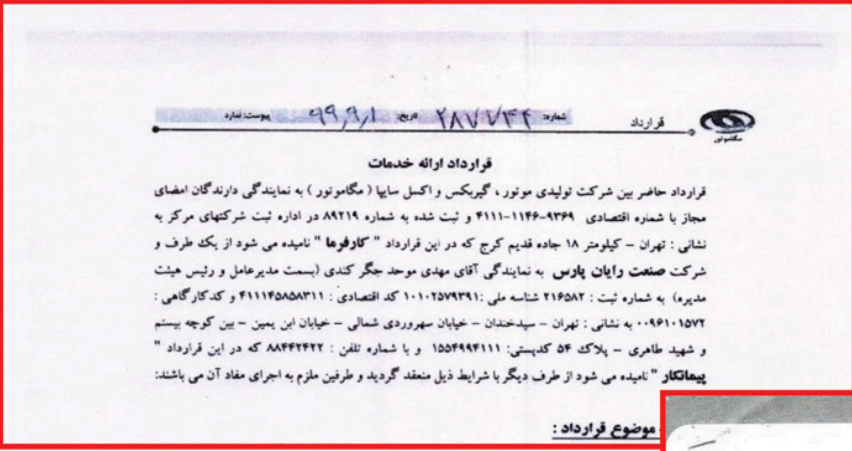 قرارداد
شماره: ۲۸۷۷۴۴ تاریخ: ۹۹,۹,۱ پیوست: ندارد
مگاموتور
قرارداد ارائه خدمات
قرارداد حاضر بین شرکت تولیدی موتور ، گیربکس و اکسل سایپا ( مگاموتور ) به نمایندگی دارندگان امضای
مجاز با شماره اقتصادی ۹۳۶۹-۱۱۴۶-۴۱۱۱ و ثبت شده به شماره ۸۹۲۱۹ در اداره ثبت شرکتهای مرکز به
نشانی : تهران – کیلومتر ۱۸ جاده قدیم کرج که در این قرارداد " کارفرما " نامیده می شود از یک طرف و
شرکت صنعت رایان پارس به نمایندگی آقای مهدی موحد جگر کندی (بسمت مدیرعامل و رئیس هیئت
مدیره) به شماره ثبت : ۲۱۶۵۸۲ شناسه ملی :۱۰۱۰۲۵۷۹۳۹۱ کد اقتصادی : ۴۱۱۱۴۵۸۵۸۳۱۱ و کدکارگاهی :
۰۰۹۶۱۰۱۵۷۲ به نشانی : تهران – سیدخندان – خیابان سهروردی شمالی – خیابان ابن یمین – بین کوچه بیستم
و شهید طاهری – پلاک ۵۴ کدپستی: ۱۵۵۴۹۹۴۱۱۱ و با شماره تلفن : ۸۸۴۴۲۴۲۲ که در این قرارداد "
پیمانکار " نامیده می شود از طرف دیگر با شرایط ذیل منعقد گردید و طرفین ملزم به اجرای مفاد آن می باشند:
موضوع قرارداد :